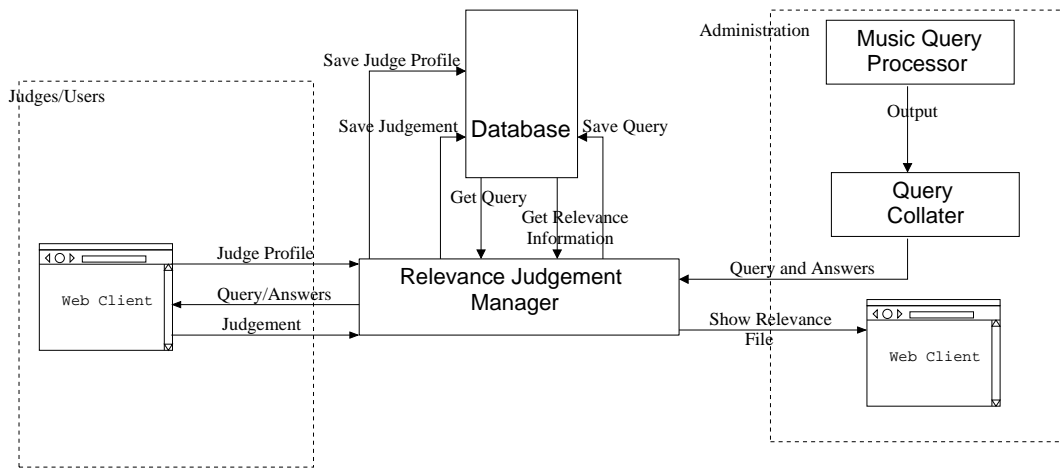 Administration
Music Query
Processor
Save Judge Profile
Judges/Users
Output
Save Judgement
Database
Save Query
Query
Collater
Get Query
Get Relevance
Information
Judge Profile
Relevance Judgement
Manager
Query and Answers
Web Client
Query/Answers
Judgement
Show Relevance
File
Web Client